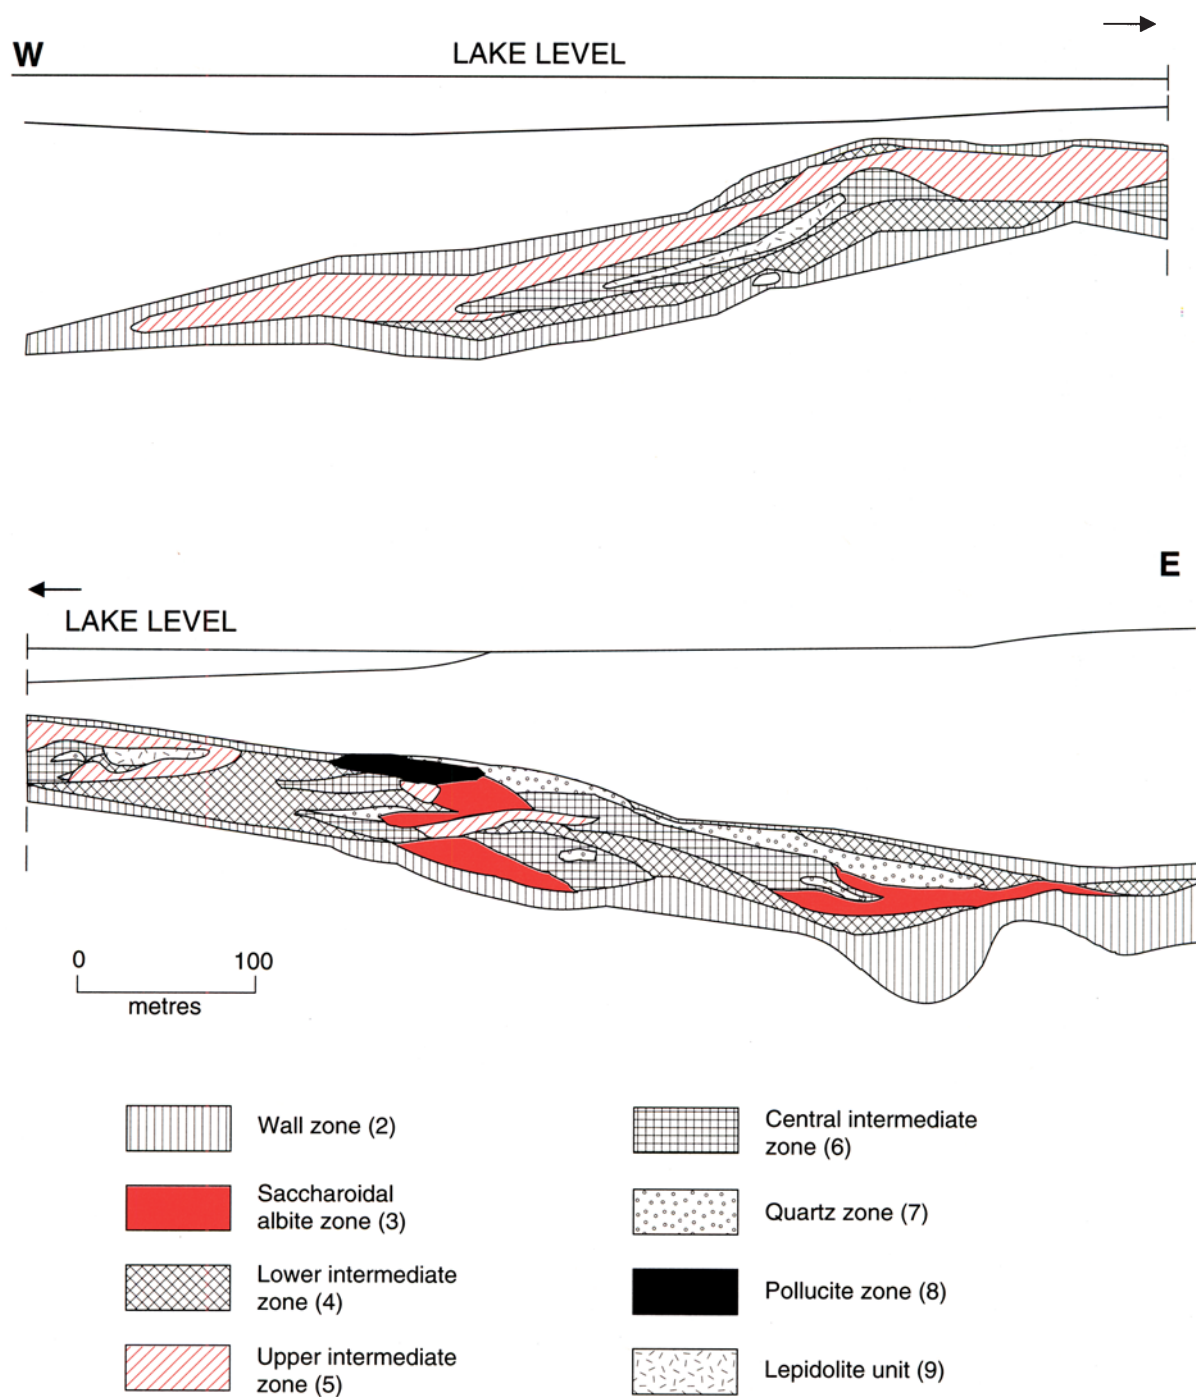 W
LAKE LEVEL
E
LAKE LEVEL
0 100
metres
Wall zone (2)
Saccharoidal
albite zone (3)
Lower intermediate
zone (4)
Upper intermediate
zone (5)
Central intermediate
zone (6)
Quartz zone (7)
Pollucite zone (8)
Lepidolite unit (9)